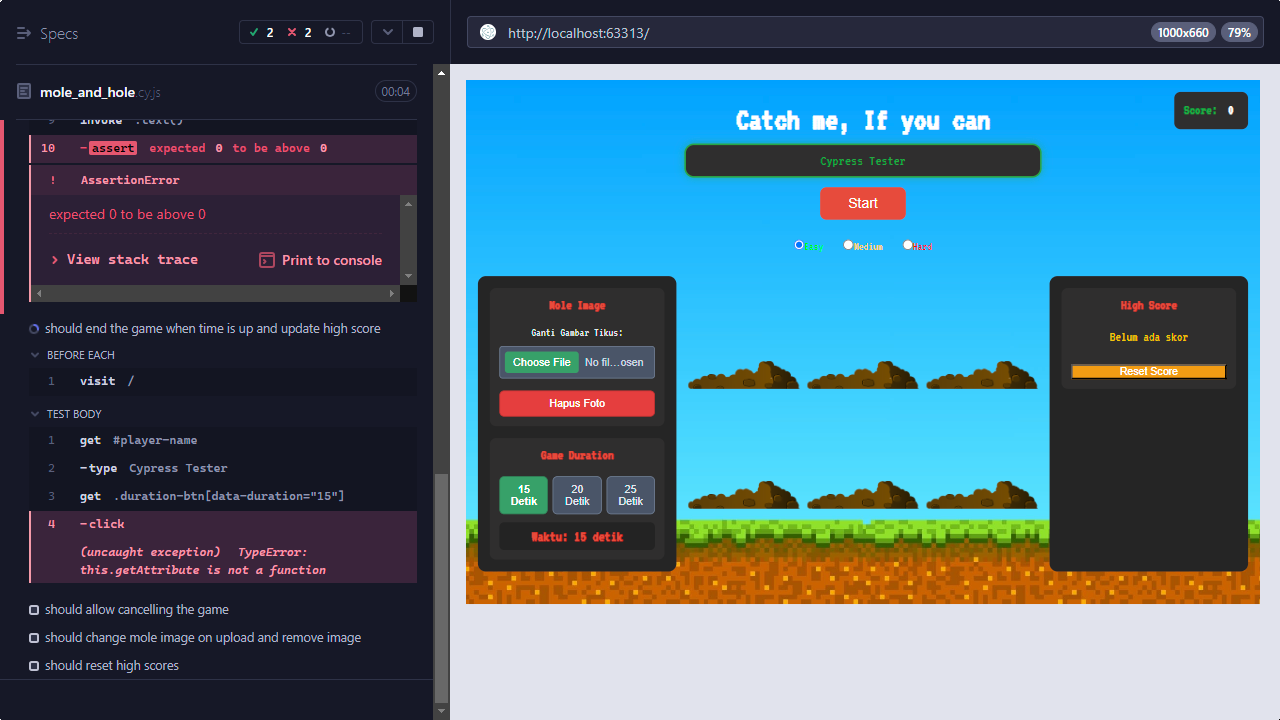 Specs
2
2
--
http://localhost:63313/
1000x660
79%
mole_and_hole.cy.js
00:04
9 invoke .text()
10 -assert expected 0 to be above 0
! AssertionError
expected 0 to be above 0
> View stack trace
Print to console
should end the game when time is up and update high score
BEFORE EACH
1 visit /
TEST BODY
1 get #player-name
2 -type Cypress Tester
3 get .duration-btn[data-duration="15"]
4 -click
(uncaught exception) TypeError:
this.getAttribute is not a function
should allow cancelling the game
should change mole image on upload and remove image
should reset high scores
Catch me, If you can
Score: 0
Cypress Tester
Start
Easy
Medium
Hard
Mole Image
Ganti Gambar Tikus:
Choose File
No fil...osen
Hapus Foto
Game Duration
15
Detik
20
Detik
25
Detik
Waktu: 15 detik
High Score
Belum ada skor
Reset Score